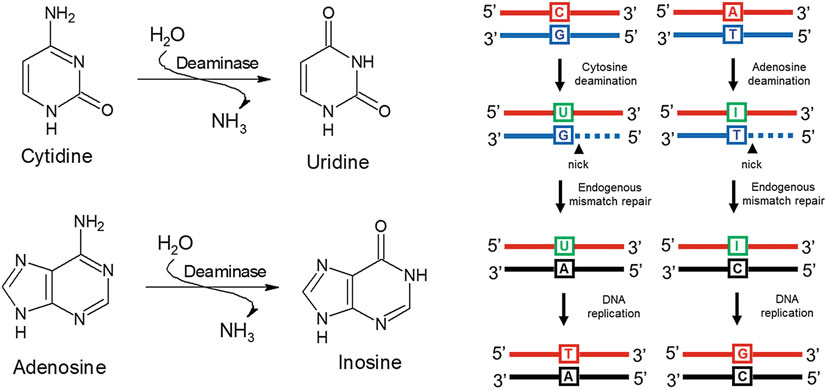 NH2
N
N
H
O
Cytidine
H2O
Deaminase
NH3
O
NH
N
H
O
Uridine
NH2
N
N
N
H
N
Adenosine
H2O
Deaminase
NH3
O
N
NH
N
H
N
Inosine
5’ C 3’
3’ G 5’
Cytosine
deamination
5’ U 3’
3’ G 5’
nick
Endogenous
mismatch repair
5’ U 3’
3’ A 5’
DNA
replication
5’ T 3’
3’ A 5’
5’ A 3’
3’ T 5’
Adenosine
deamination
5’ I 3’
3’ T 5’
nick
Endogenous
mismatch repair
5’ I 3’
3’ C 5’
DNA
replication
5’ G 3’
3’ C 5’